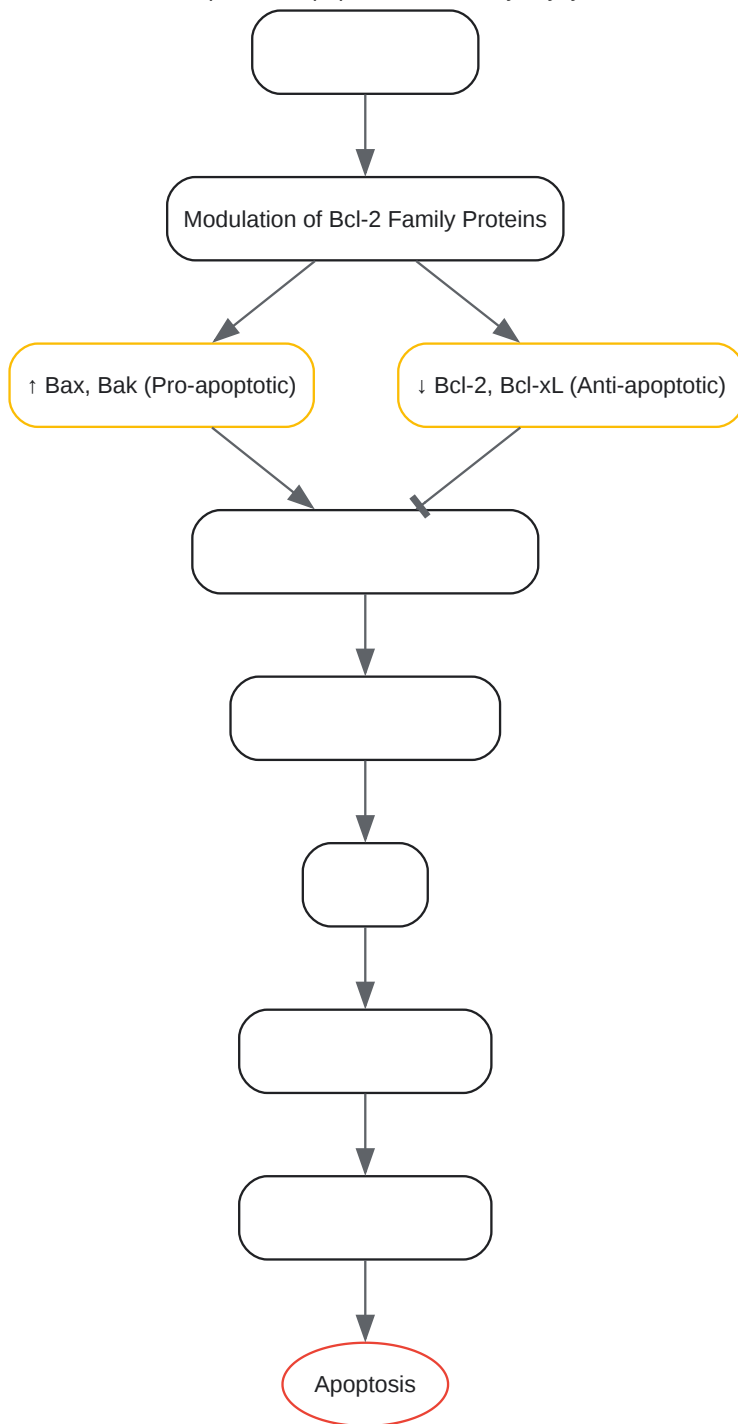 Modulation of Bcl-2 Family Proteins
↑ Bax, Bak (Pro-apoptotic)
↓ Bcl-2, Bcl-xL (Anti-apoptotic)
Apoptosis